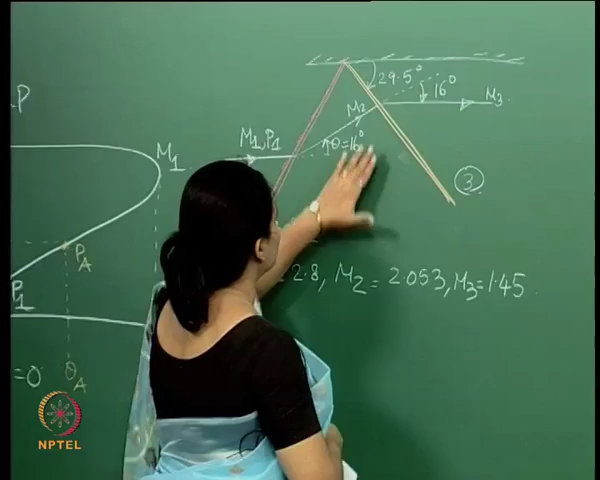 P
M1
PA
P1
=0
θA
29.5°
16°
M2
M3
M1, P1
θ=16°
3
2.8, M2 = 2.053, M3=1.45
NPTEL